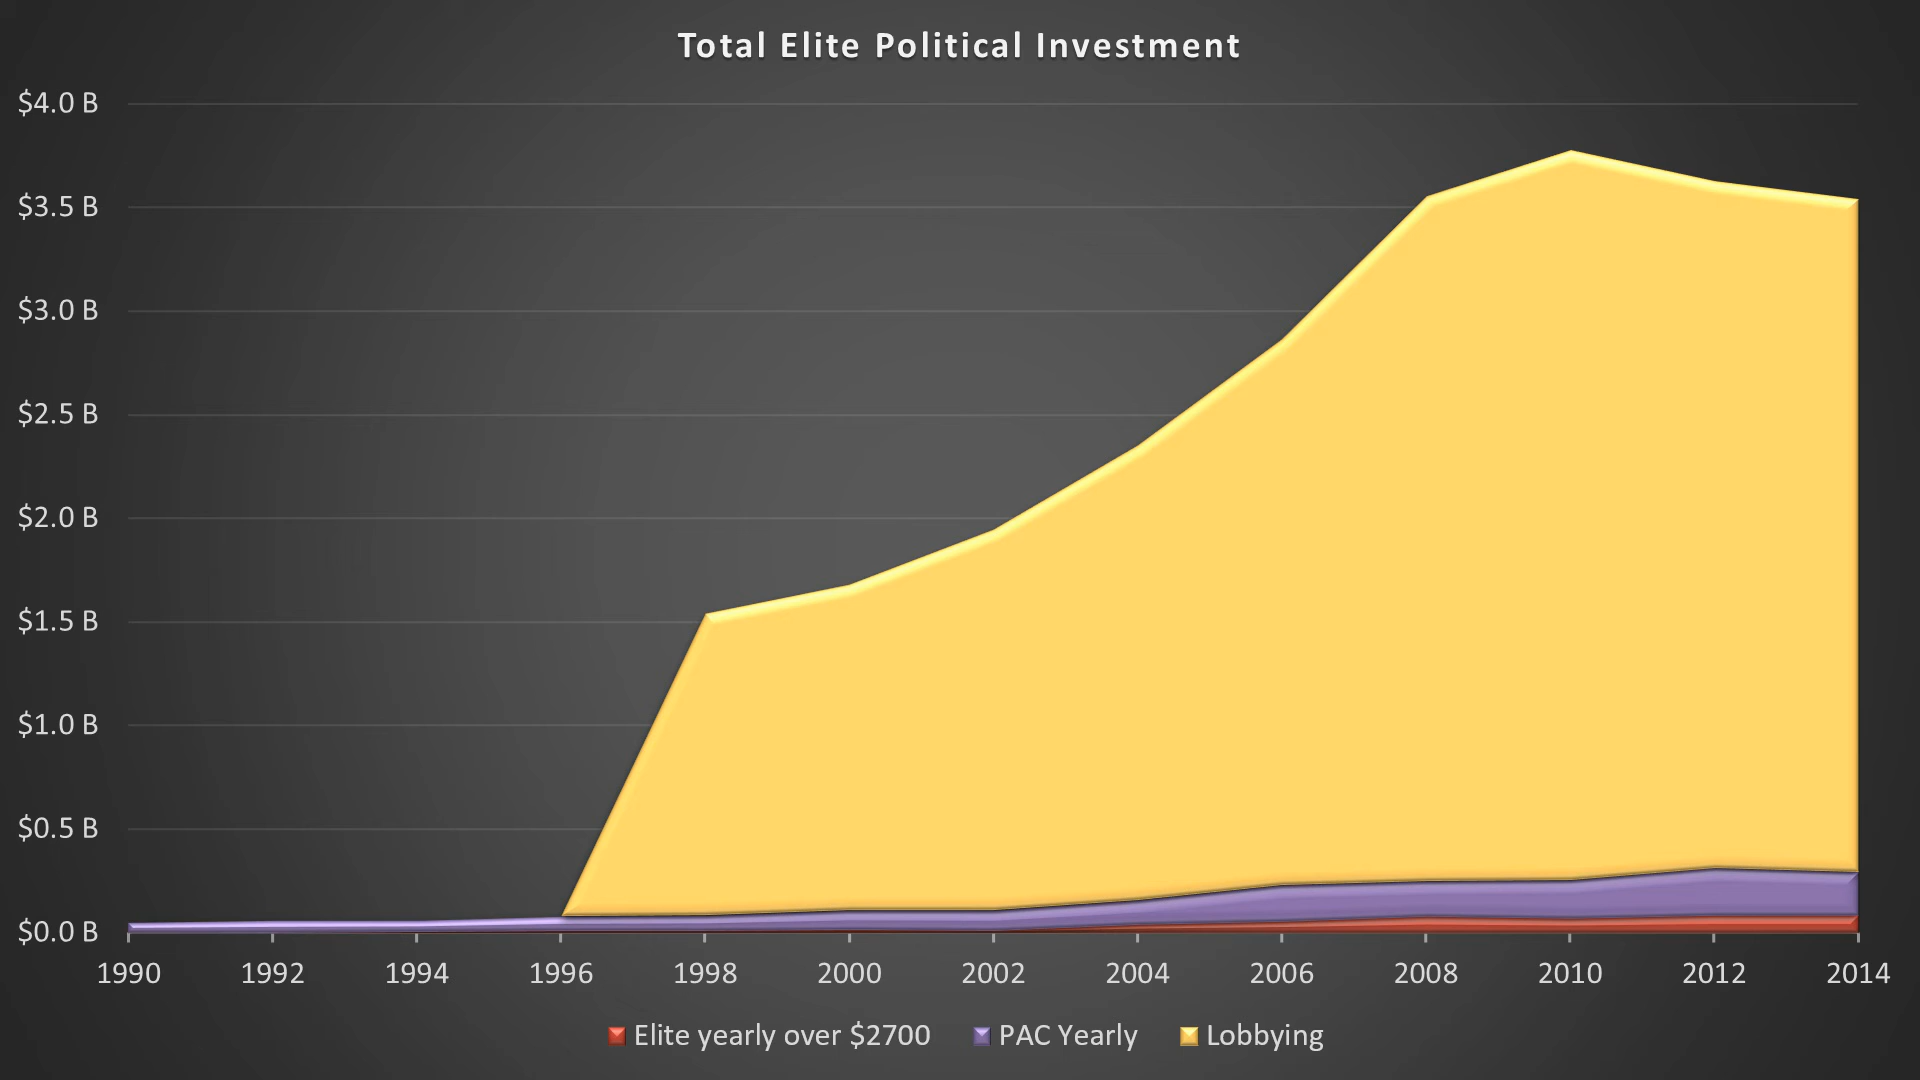 Total Elite Political Investment
$4.0 B
$3.5 B
$3.0 B
$2.5 B
$2.0 B
$1.5 B
$1.0 B
$0.5 B
$0.0 B
1990 1992 1994 1996 1998 2000 2002 2004 2006 2008 2010 2012 2014
Elite yearly over $2700 PAC Yearly Lobbying